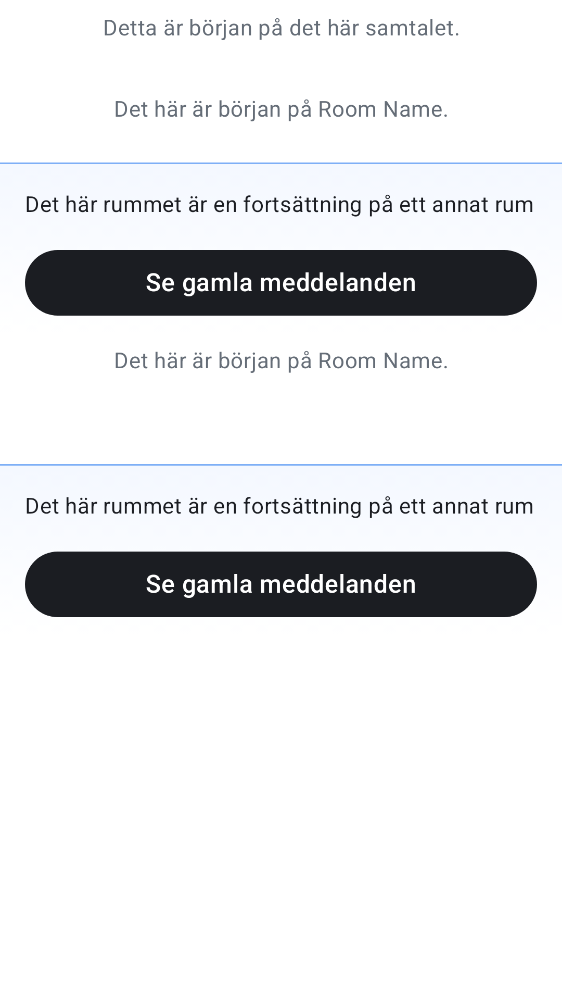 Detta är början på det här samtalet.
Det här är början på Room Name.
Det här rummet är en fortsättning på ett annat rum
Se gamla meddelanden
Det här är början på Room Name.
Det här rummet är en fortsättning på ett annat rum
Se gamla meddelanden